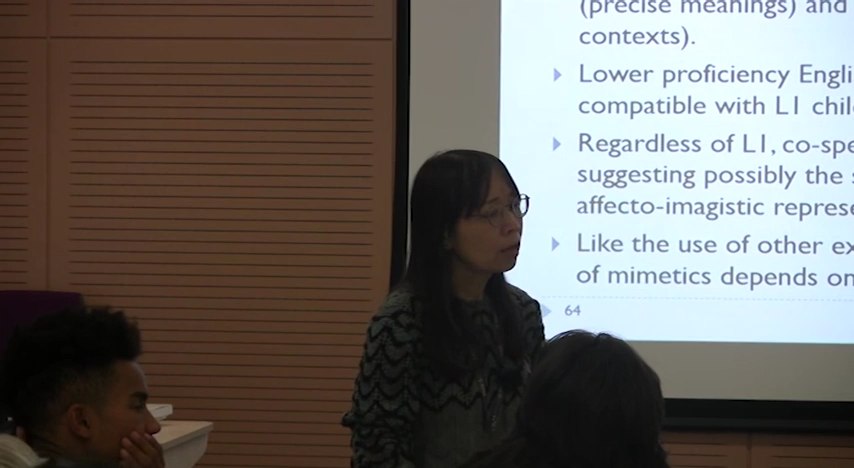 (precise meanings) and
contexts).
Lower proficiency Engli
compatible with L1 chil
Regardless of L1, co-spe
suggesting possibly the s
affecto-imagistic represe
Like the use of other ex
of mimetics depends on
64